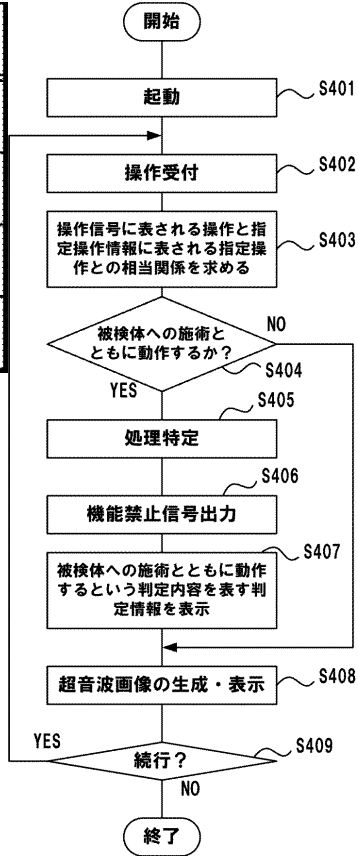 開始
起動
S401
操作受付
S402
操作信号に表される操作と指
定操作情報に表される指定操
作との相当関係を求める
S403
被検体への施術と
ともに動作するか？
NO
S404
YES
S405
処理特定
S406
機能禁止信号出力
S407
被検体への施術とともに動作
するという判定内容を表す判
定情報を表示
超音波画像の生成・表示
S408
YES
続行？
S409
NO
終了